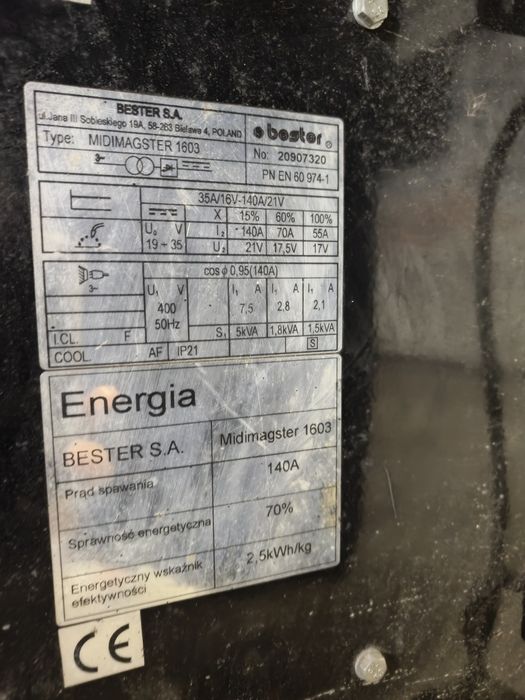 BESTER S.A.
ul.Jana III Sobieskiego 19A, 58-263 Bielawa 4, POLAND
bester ®
Type: MIDIMAGSTER 1603
No: 20907320
3~
PN EN 60 974-1
35A/16V-140A/21V
X 15% 60% 100%
U₀ V I₂ 140A 70A 55A
19 ÷ 35 U₂ 21V 17,5V 17V
cos φ 0,95(140A)
3~ U₁ V I₁ A I₁ A I₁ A
400 7,5 2,8 2,1
50Hz
I.CL. F S₁ 5kVA 1,8kVA 1,5kVA
COOL. AF IP21 S
Energia
BESTER S.A. Midimagster 1603
Prąd spawania 140A
Sprawność energetyczna 70%
Energetyczny wskaźnik 2,5kWh/kg
efektywności
CE